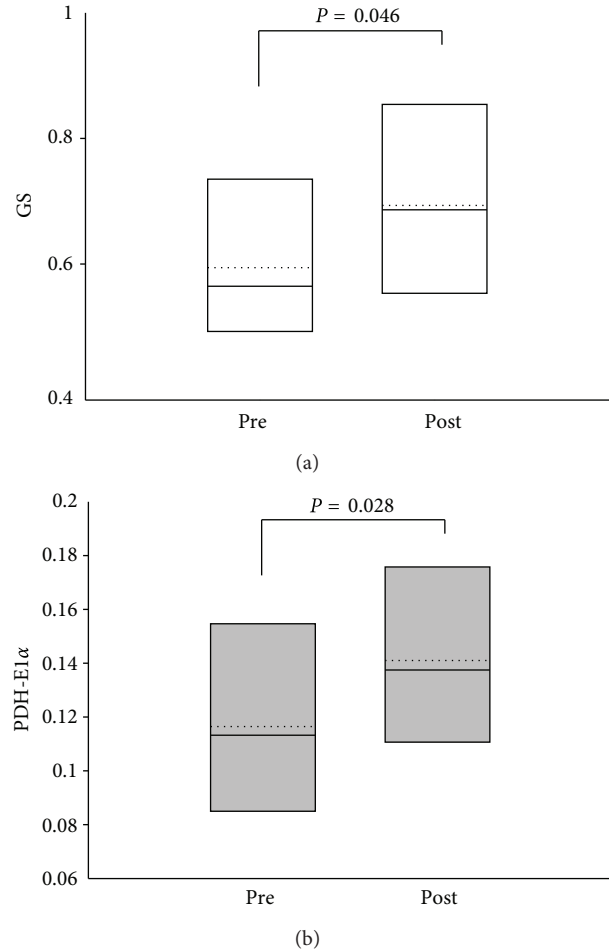 1
P = 0.046
0.8
GS
0.6
0.4
Pre
Post
(a)
0.2
P = 0.028
0.18
0.16
0.14
PDH-E1α
0.12
0.1
0.08
0.06
Pre
Post
(b)